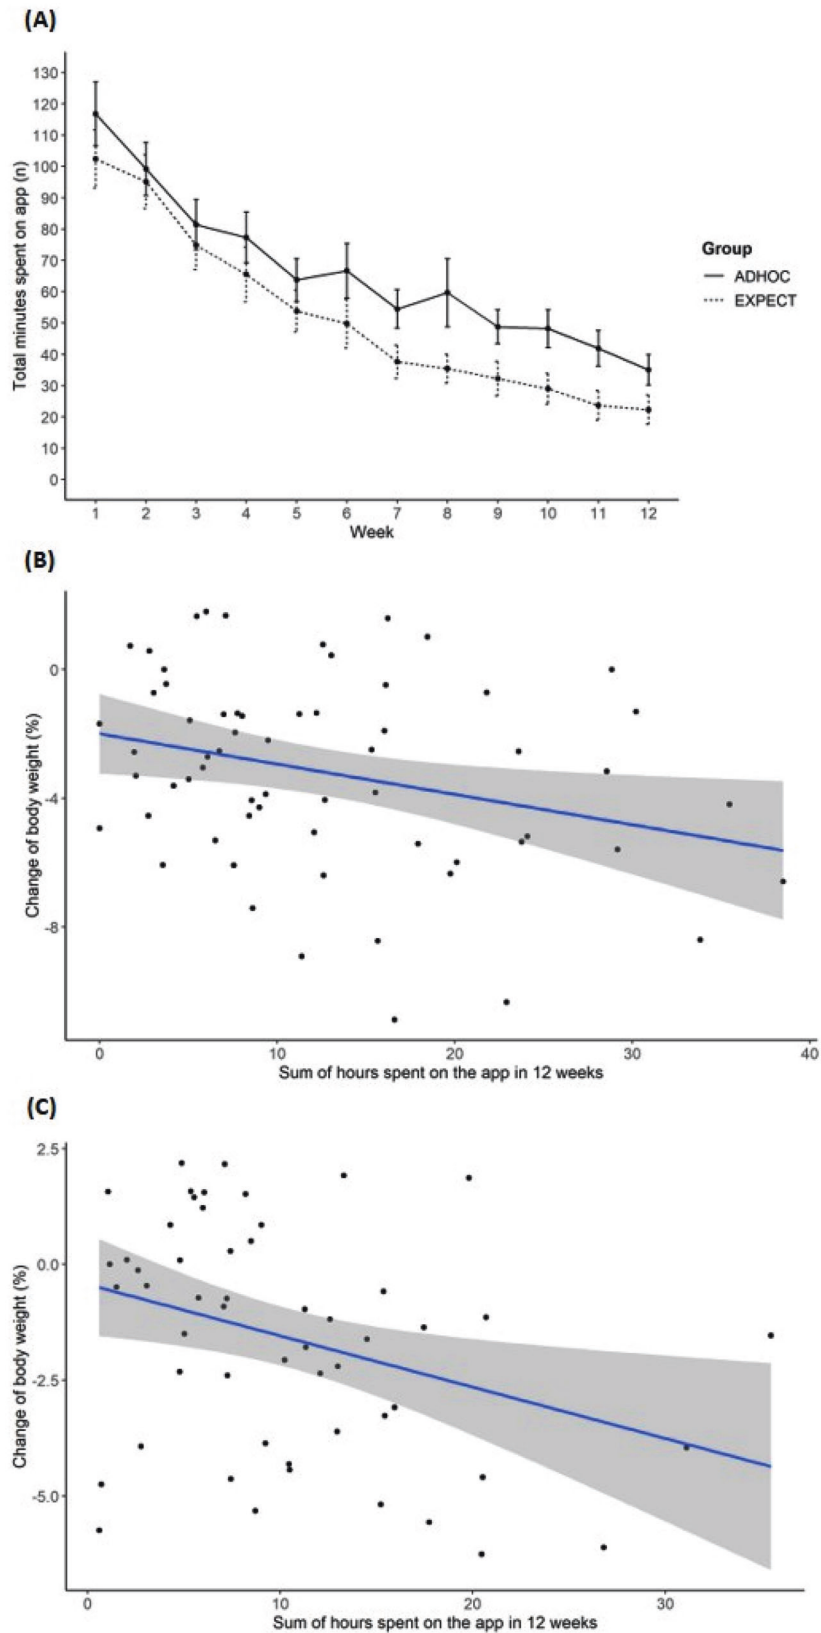 (A)
Total minutes spent on app (n)
130
120
110
100
90
80
70
60
50
40
30
20
10
0
1 2 3 4 5 6 7 8 9 10 11 12
Week
Group
ADHOC
EXPECT
(B)
Change of body weight (%)
0
-4
-8
0 10 20 30 40
Sum of hours spent on the app in 12 weeks
(C)
Change of body weight (%)
2.5
0.0
-2.5
-5.0
0 10 20 30
Sum of hours spent on the app in 12 weeks